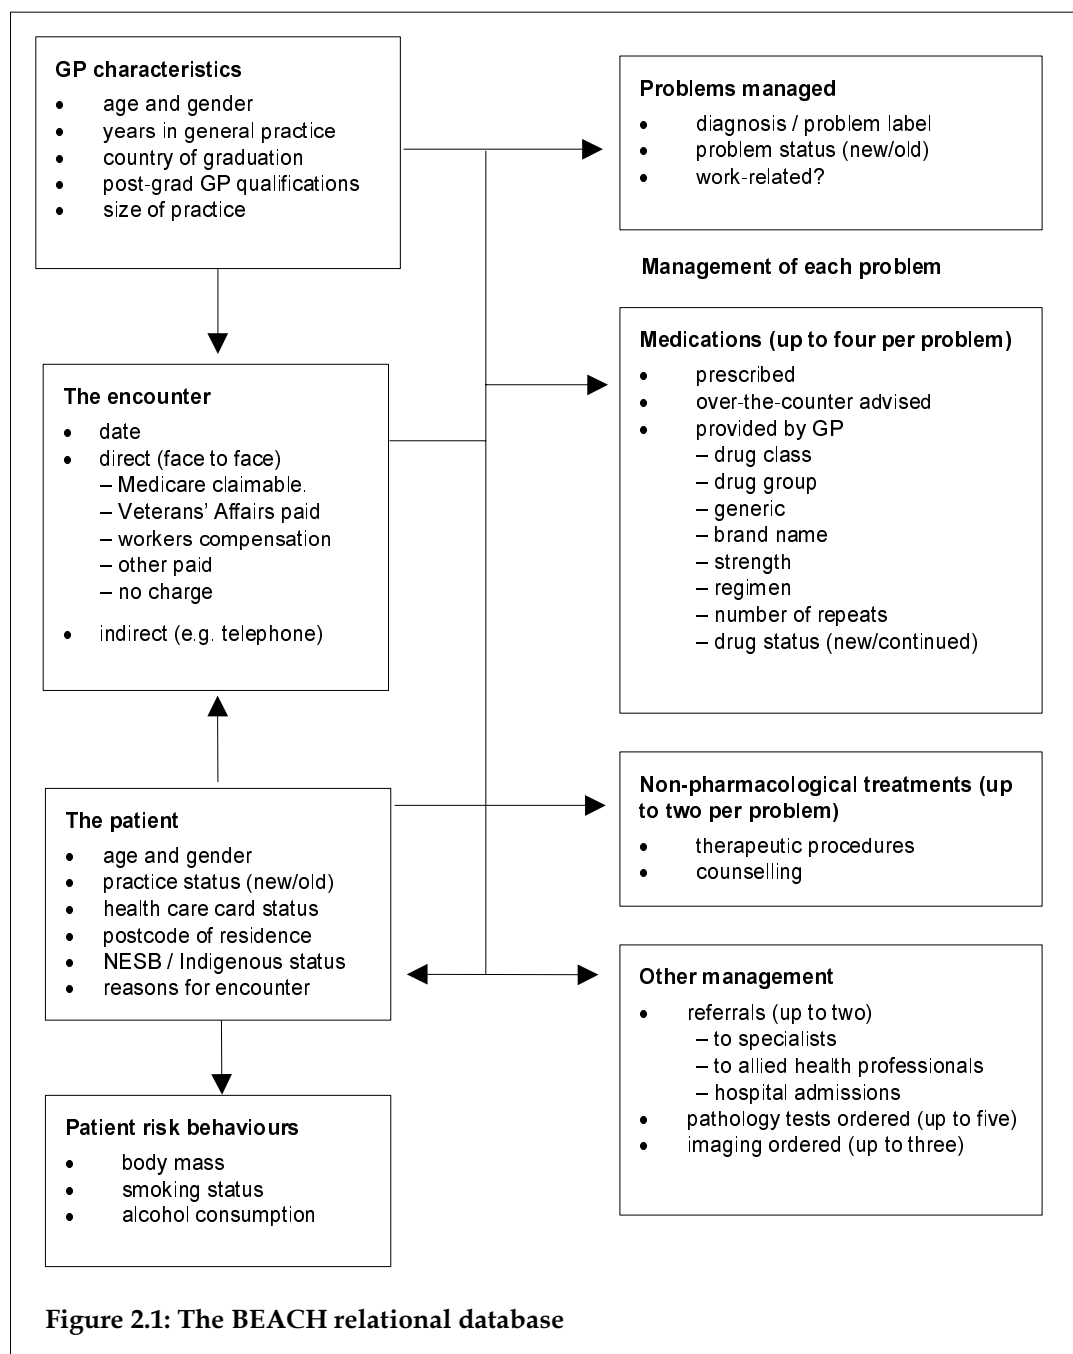 GP characteristics
• age and gender
• years in general practice
• country of graduation
• post-grad GP qualifications
• size of practice
The encounter
• date
• direct (face to face)
– Medicare claimable.
– Veterans’ Affairs paid
– workers compensation
– other paid
– no charge
• indirect (e.g. telephone)
The patient
• age and gender
• practice status (new/old)
• health care card status
• postcode of residence
• NESB / Indigenous status
• reasons for encounter
Patient risk behaviours
• body mass
• smoking status
• alcohol consumption
Problems managed
• diagnosis / problem label
• problem status (new/old)
• work-related?
Management of each problem
Medications (up to four per problem)
• prescribed
• over-the-counter advised
• provided by GP
– drug class
– drug group
– generic
– brand name
– strength
– regimen
– number of repeats
– drug status (new/continued)
Non-pharmacological treatments (up
to two per problem)
• therapeutic procedures
• counselling
Other management
• referrals (up to two)
– to specialists
– to allied health professionals
– hospital admissions
• pathology tests ordered (up to five)
• imaging ordered (up to three)
Figure 2.1: The BEACH relational database